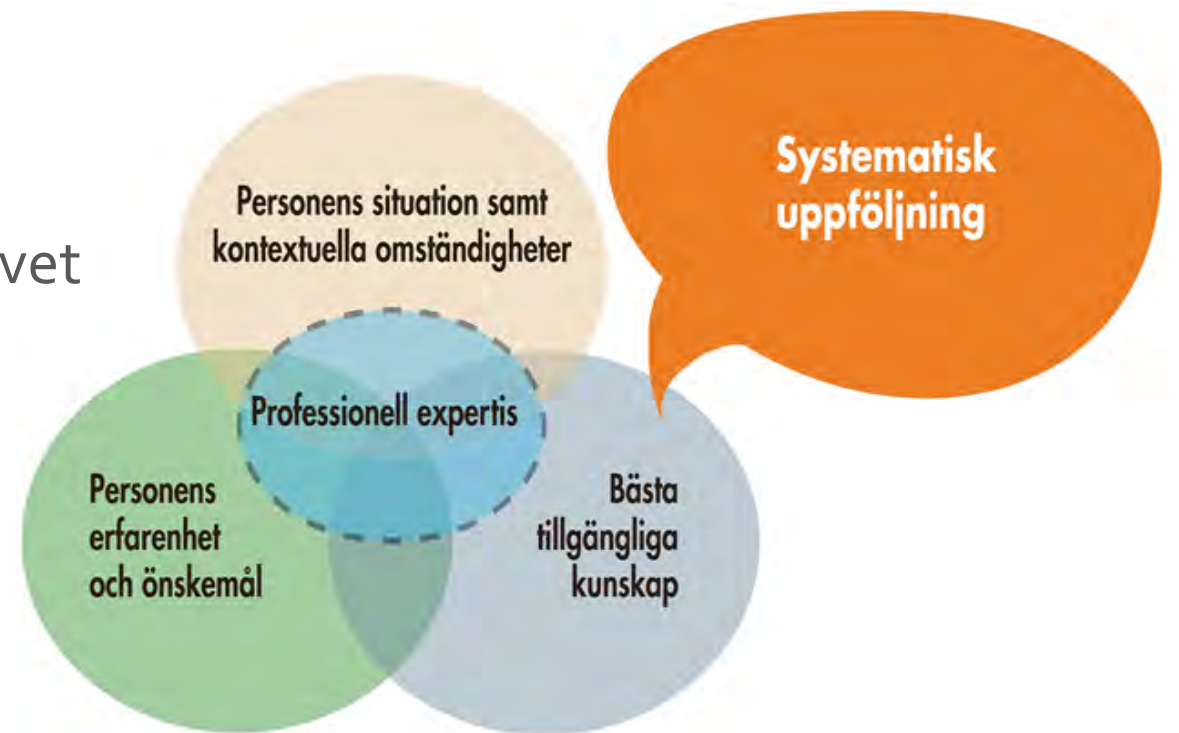 Systematisk
uppföljning
Personens situation samt
kontextuella omständigheter
vet
Professionell expertis
Personens
erfarenhet
och önskemål
Bästa
tillgängliga
kunskap